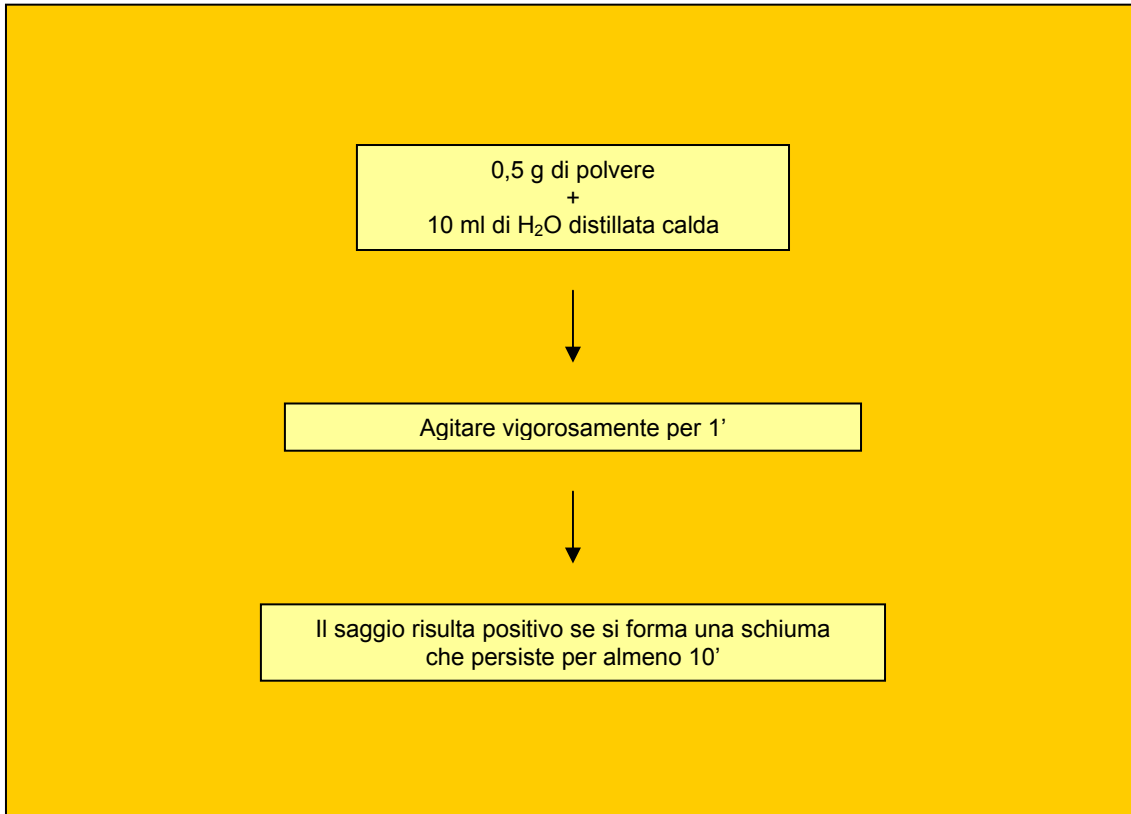 0,5 g di polvere
+
10 ml di H₂O distillata calda
Agitare vigorosamente per 1’
Il saggio risulta positivo se si forma una schiuma
che persiste per almeno 10’